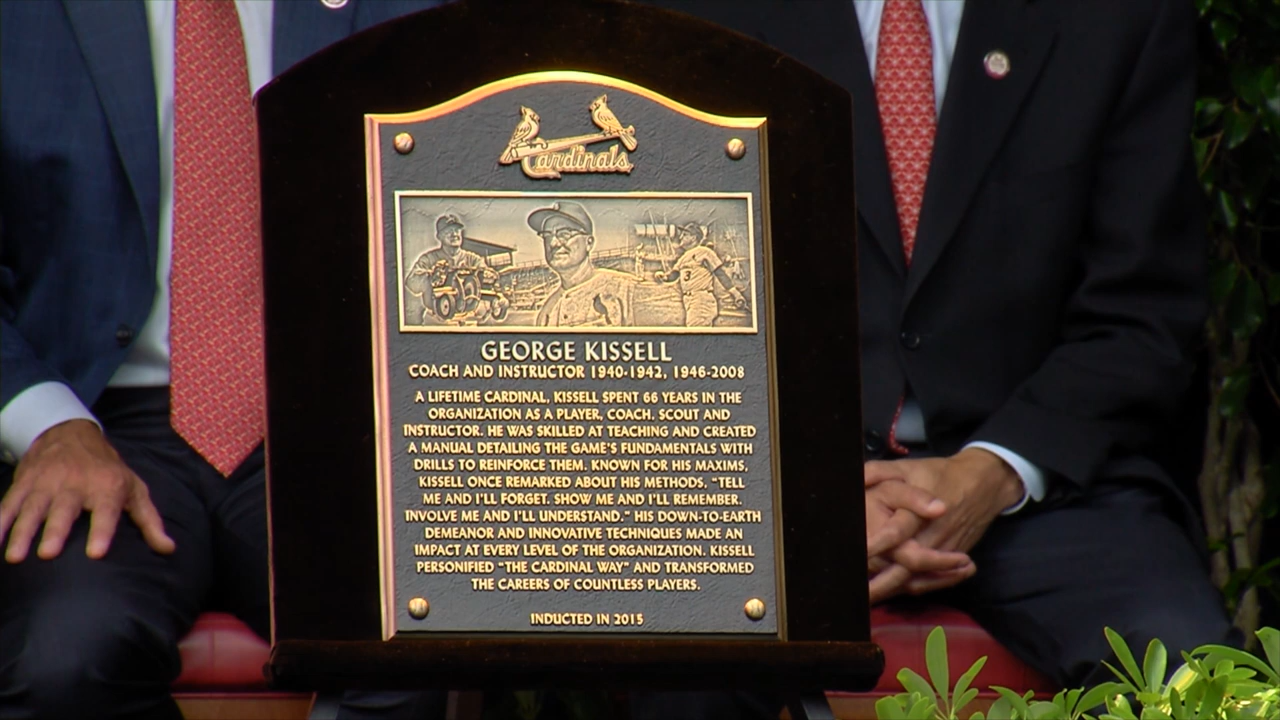 Cardinals
3
GEORGE KISSELL
COACH AND INSTRUCTOR 1940-1942, 1946-2008
A LIFETIME CARDINAL, KISSELL SPENT 66 YEARS IN THE
ORGANIZATION AS A PLAYER, COACH, SCOUT AND
INSTRUCTOR. HE WAS SKILLED AT TEACHING AND CREATED
A MANUAL DETAILING THE GAME'S FUNDAMENTALS WITH
DRILLS TO REINFORCE THEM. KNOWN FOR HIS MAXIMS,
KISSELL ONCE REMARKED ABOUT HIS METHODS, "TELL
ME AND I'LL FORGET. SHOW ME AND I'LL REMEMBER.
INVOLVE ME AND I'LL UNDERSTAND." HIS DOWN-TO-EARTH
DEMEANOR AND INNOVATIVE TECHNIQUES MADE AN
IMPACT AT EVERY LEVEL OF THE ORGANIZATION. KISSELL
PERSONIFIED "THE CARDINAL WAY" AND TRANSFORMED
THE CAREERS OF COUNTLESS PLAYERS.
INDUCTED IN 2015